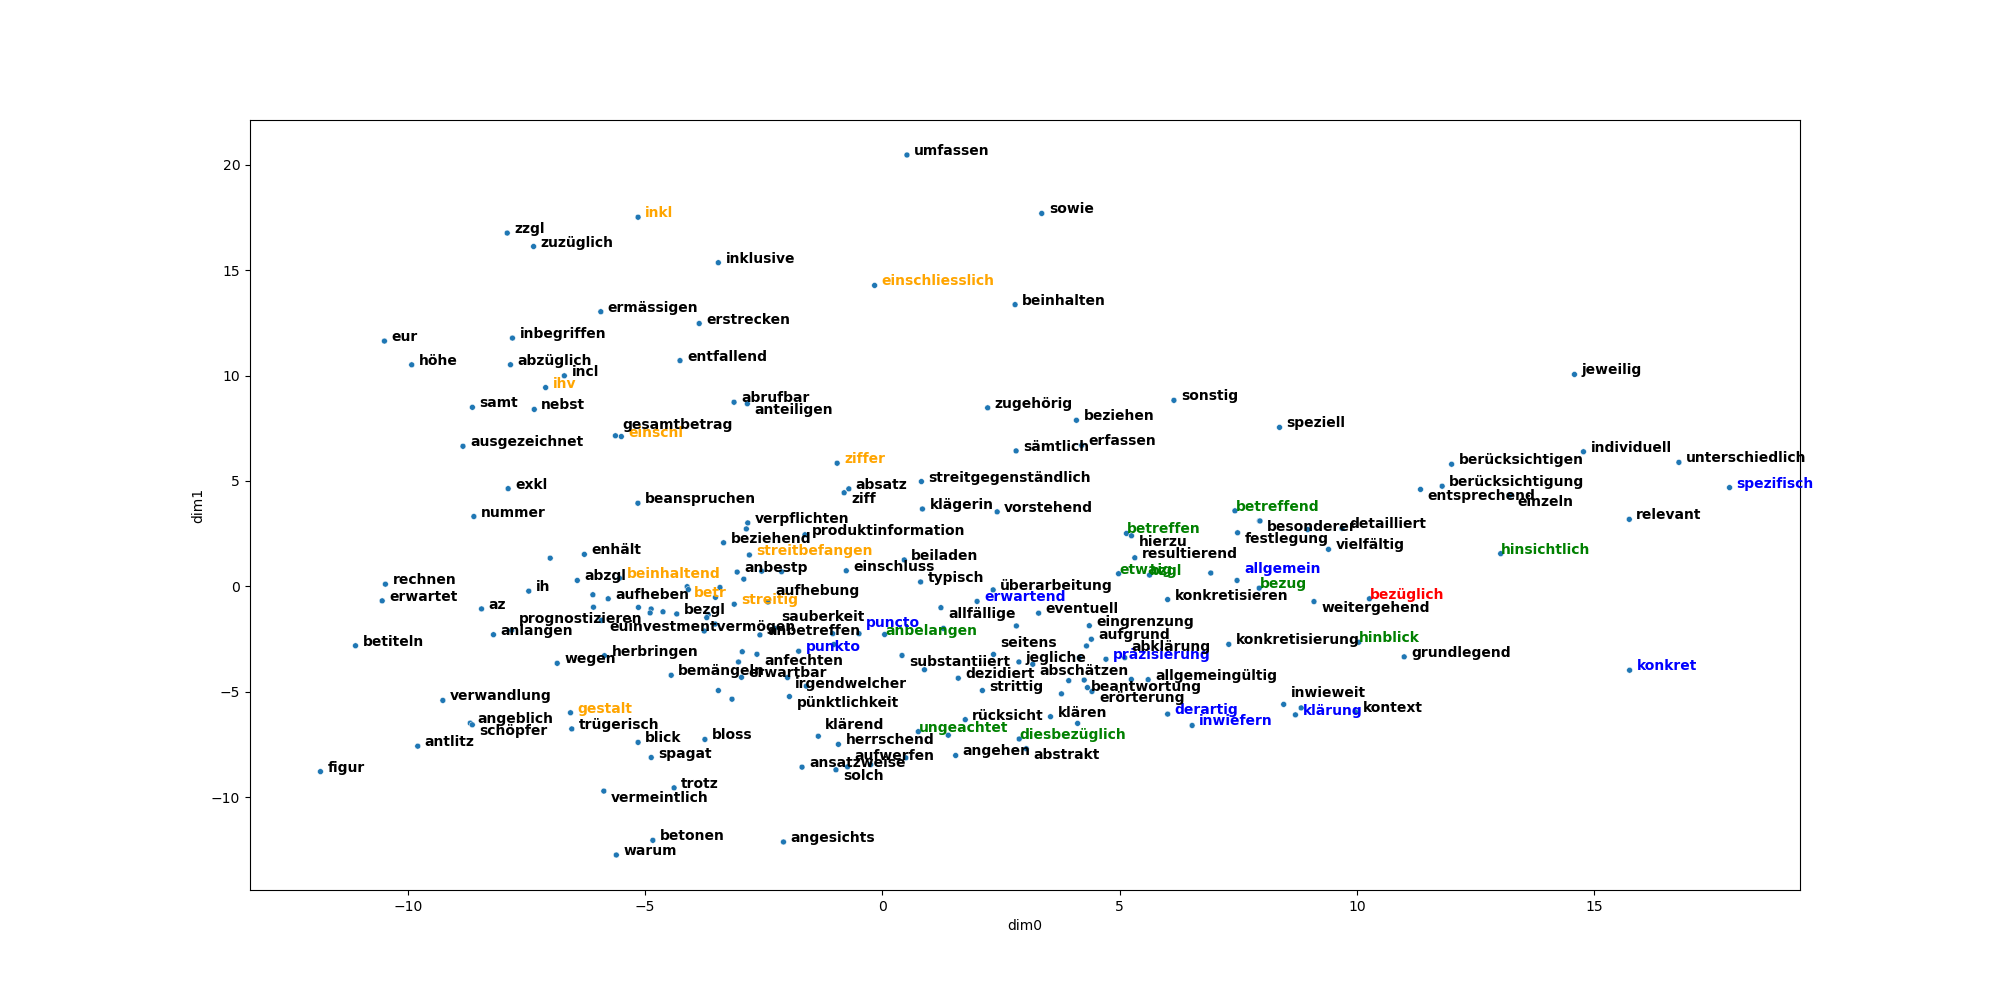 umfassen
sowie
inkl
zzgl
zuzüglich
inklusive
einschliesslich
beinhalten
ermässigen
erstrecken
eur
inbegriffen
höhe
abzüglich
entfallend
incl
jeweilig
ihv
samt
nebst
abrufbar
anteiligen
zugehörig
sonstig
beziehen
speziell
gesamtbetrag
einschl
ausgezeichnet
erfassen
sämtlich
individuell
unterschiedlich
ziffer
berücksichtigen
streitgegenständlich
absatz
exkl
berücksichtigung
spezifisch
beanspruchen
ziff
entsprechend
einzeln
nummer
klägerin
vorstehend
betreffend
relevant
verpflichten
produktinformation
betreffen
besonderer
detailliert
beziehend
hierzu
festlegung
vielfältig
enhält
streitbefangen
beiladen
resultierend
hinsichtlich
rechnen
abzgl
beinhaltend
anbestp
einschluss
typisch
etwaig
bzgl
allgemein
ih
aufheben
betr
aufhebung
überarbeitung
bezug
erwartet
az
streitig
erwartend
konkretisieren
bezüglich
bezgl
allfällige
eventuell
weitergehend
prognostizieren
sauberkeit
puncto
eingrenzung
anlangen
euinvestmentvermögen
anbetreffen
anbelangen
aufgrund
betiteln
herbringen
punkto
seitens
abklärung
konkretisierung
hinblick
wegen
anfechten
substantiiert
jegliche
präzisierung
grundlegend
bemängeln
erwartbar
dezidiert
abschätzen
allgemeingültig
konkret
verwandlung
irgendwelcher
pünktlichkeit
strittig
beantwortung
erörterung
inwieweit
gestalt
angeblich
schöpfer
trügerisch
rücksicht
klären
derartig
klärung
kontext
klärend
ungeachtet
diesbezüglich
inwiefern
antlitz
blick
bloss
herrschend
figur
spagat
ansatzweise
aufwerfen
solch
angehen
abstrakt
trotz
vermeintlich
betonen
warum
angesichts
20
15
10
5
0
−5
−10
dim1
−10
−5
0
5
10
15
dim0